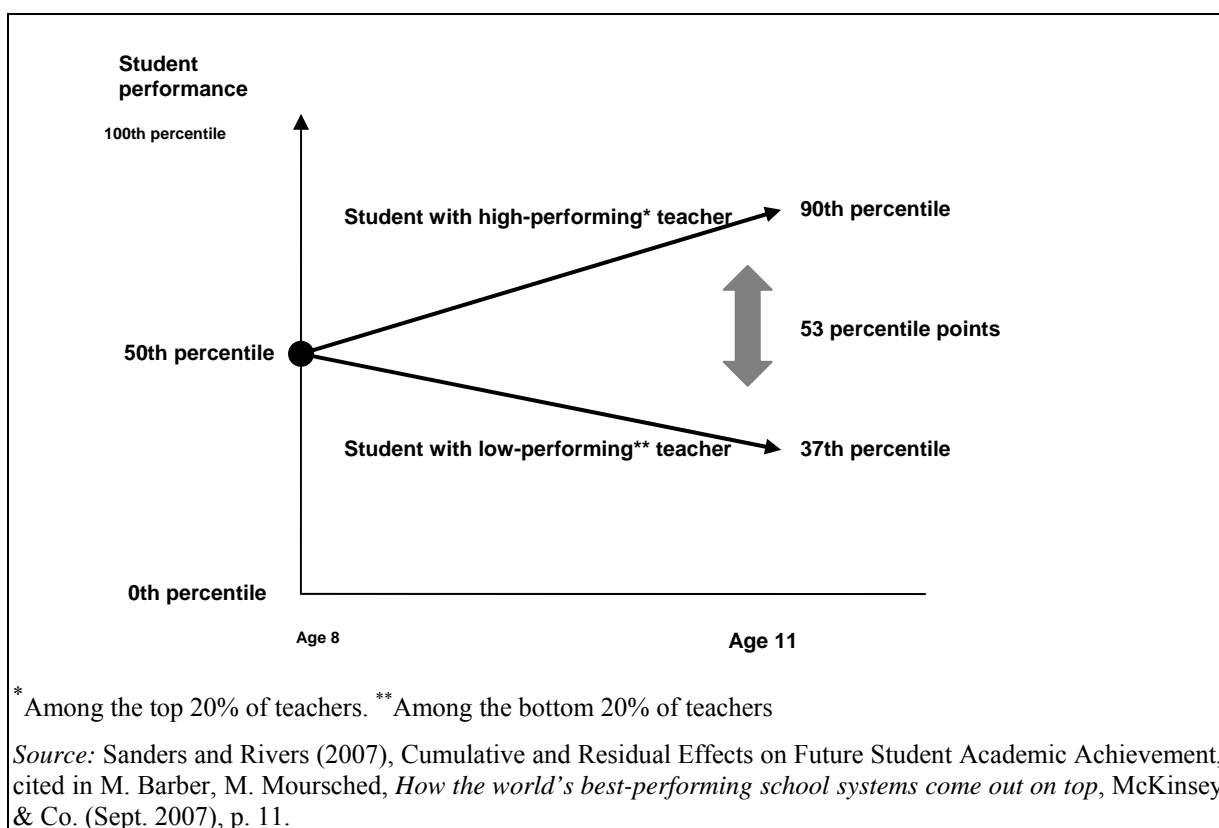 Student
performance
100th percentile
Student with high-performing* teacher
90th percentile
53 percentile points
50th percentile
Student with low-performing** teacher
37th percentile
0th percentile
Age 8
Age 11
*Among the top 20% of teachers. **Among the bottom 20% of teachers
Source: Sanders and Rivers (2007), Cumulative and Residual Effects on Future Student Academic Achievement,
cited in M. Barber, M. Moursched, How the world's best-performing school systems come out on top, McKinsey
& Co. (Sept. 2007), p. 11.